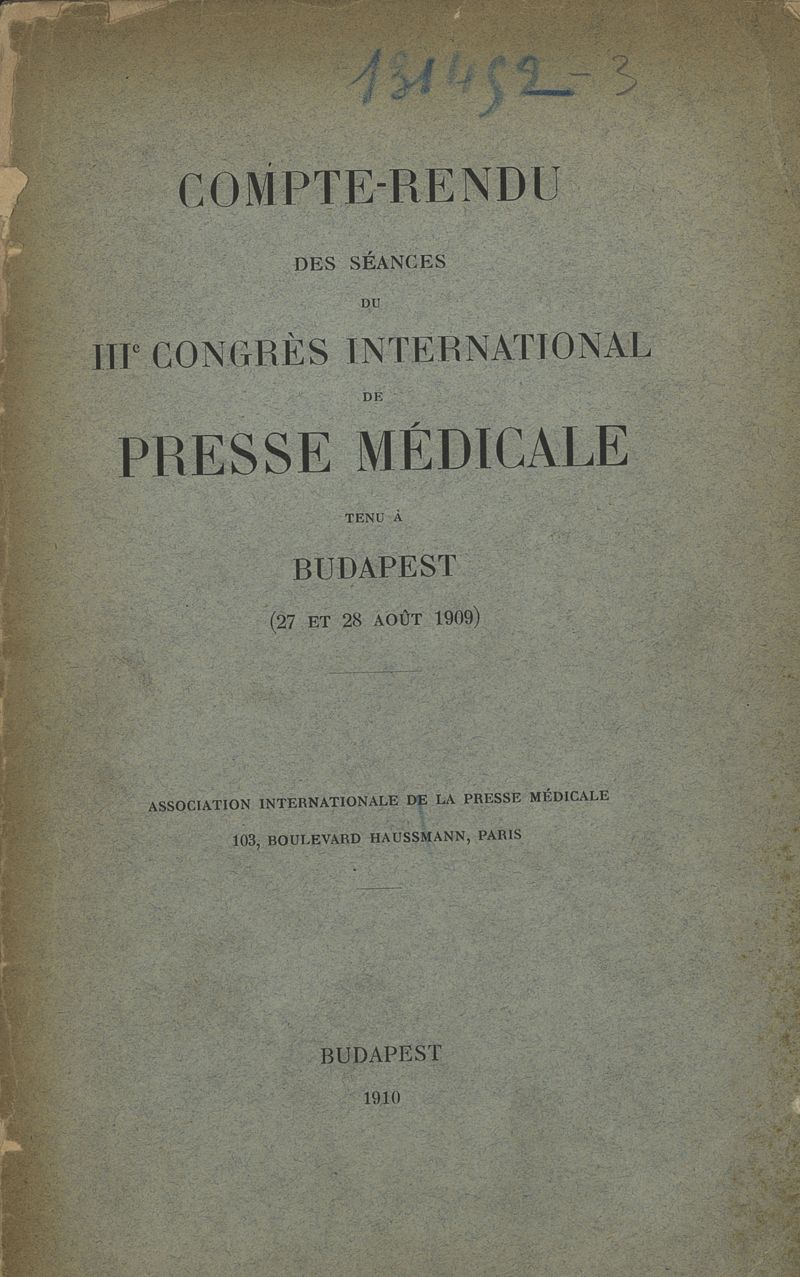 131452-3
COMPTE-RENDU
DES SÉANCES
DU
IIIe CONGRÈS INTERNATIONAL
DE
PRESSE MÉDICALE
TENU À
BUDAPEST
(27 ET 28 AOÛT 1909)
ASSOCIATION INTERNATIONALE DE LA PRESSE MÉDICALE
103, BOULEVARD HAUSSMANN, PARIS
BUDAPEST
1910